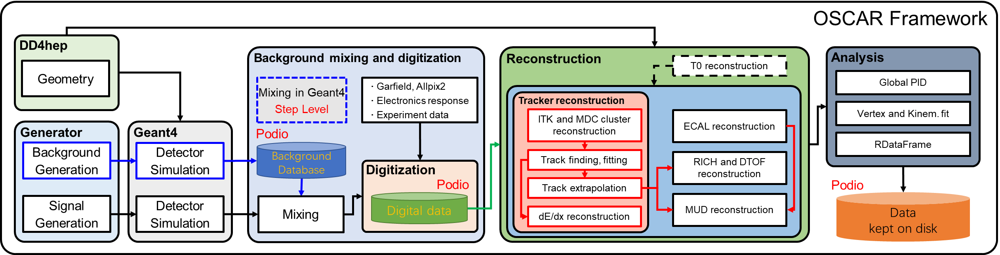 OSCAR Framework
DD4hep
Geometry
Generator
Background
Generation
Signal
Generation
Geant4
Detector
Simulation
Detector
Simulation
Background mixing and digitization
Mixing in Geant4
Step Level
· Garfield, Allpix2
· Electronics response
· Experiment data
Podio
Background
Database
Mixing
Digitization
Podio
Digital data
Reconstruction
T0 reconstruction
Tracker reconstruction
ITK and MDC cluster
reconstruction
Track finding, fitting
Track extrapolation
dE/dx reconstruction
ECAL reconstruction
RICH and DTOF
reconstruction
MUD reconstruction
Analysis
Global PID
Vertex and Kinem. fit
RDataFrame
Podio
Data
kept on disk